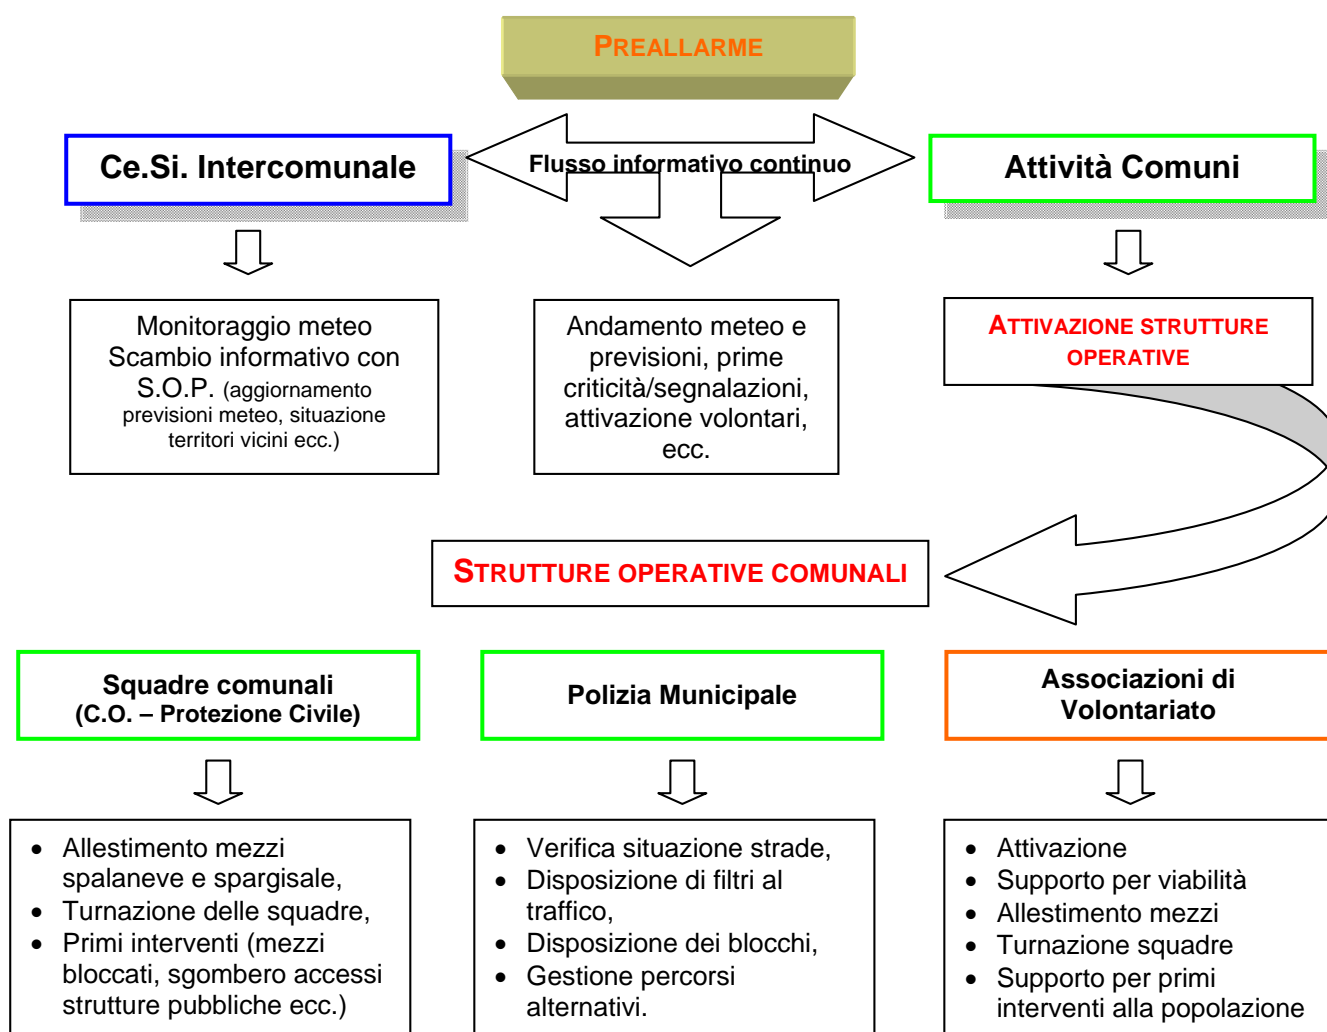 PREALLARME
Ce.Si. Intercomunale
Flusso informativo continuo
Attività Comuni
Monitoraggio meteo
Scambio informativo con
S.O.P. (aggiornamento
previsioni meteo, situazione
territori vicini ecc.)
Andamento meteo e
previsioni, prime
criticità/segnalazioni,
attivazione volontari,
ecc.
ATTIVAZIONE STRUTTURE
OPERATIVE
STRUTTURE OPERATIVE COMUNALI
Squadre comunali
(C.O. – Protezione Civile)
Polizia Municipale
Associazioni di
Volontariato
• Allestimento mezzi
spalaneve e spargisale,
• Turnazione delle squadre,
• Primi interventi (mezzi
bloccati, sgombero accessi
strutture pubbliche ecc.)
• Verifica situazione strade,
• Disposizione di filtri al
traffico,
• Disposizione dei blocchi,
• Gestione percorsi
alternativi.
• Attivazione
• Supporto per viabilità
• Allestimento mezzi
• Turnazione squadre
• Supporto per primi
interventi alla popolazione